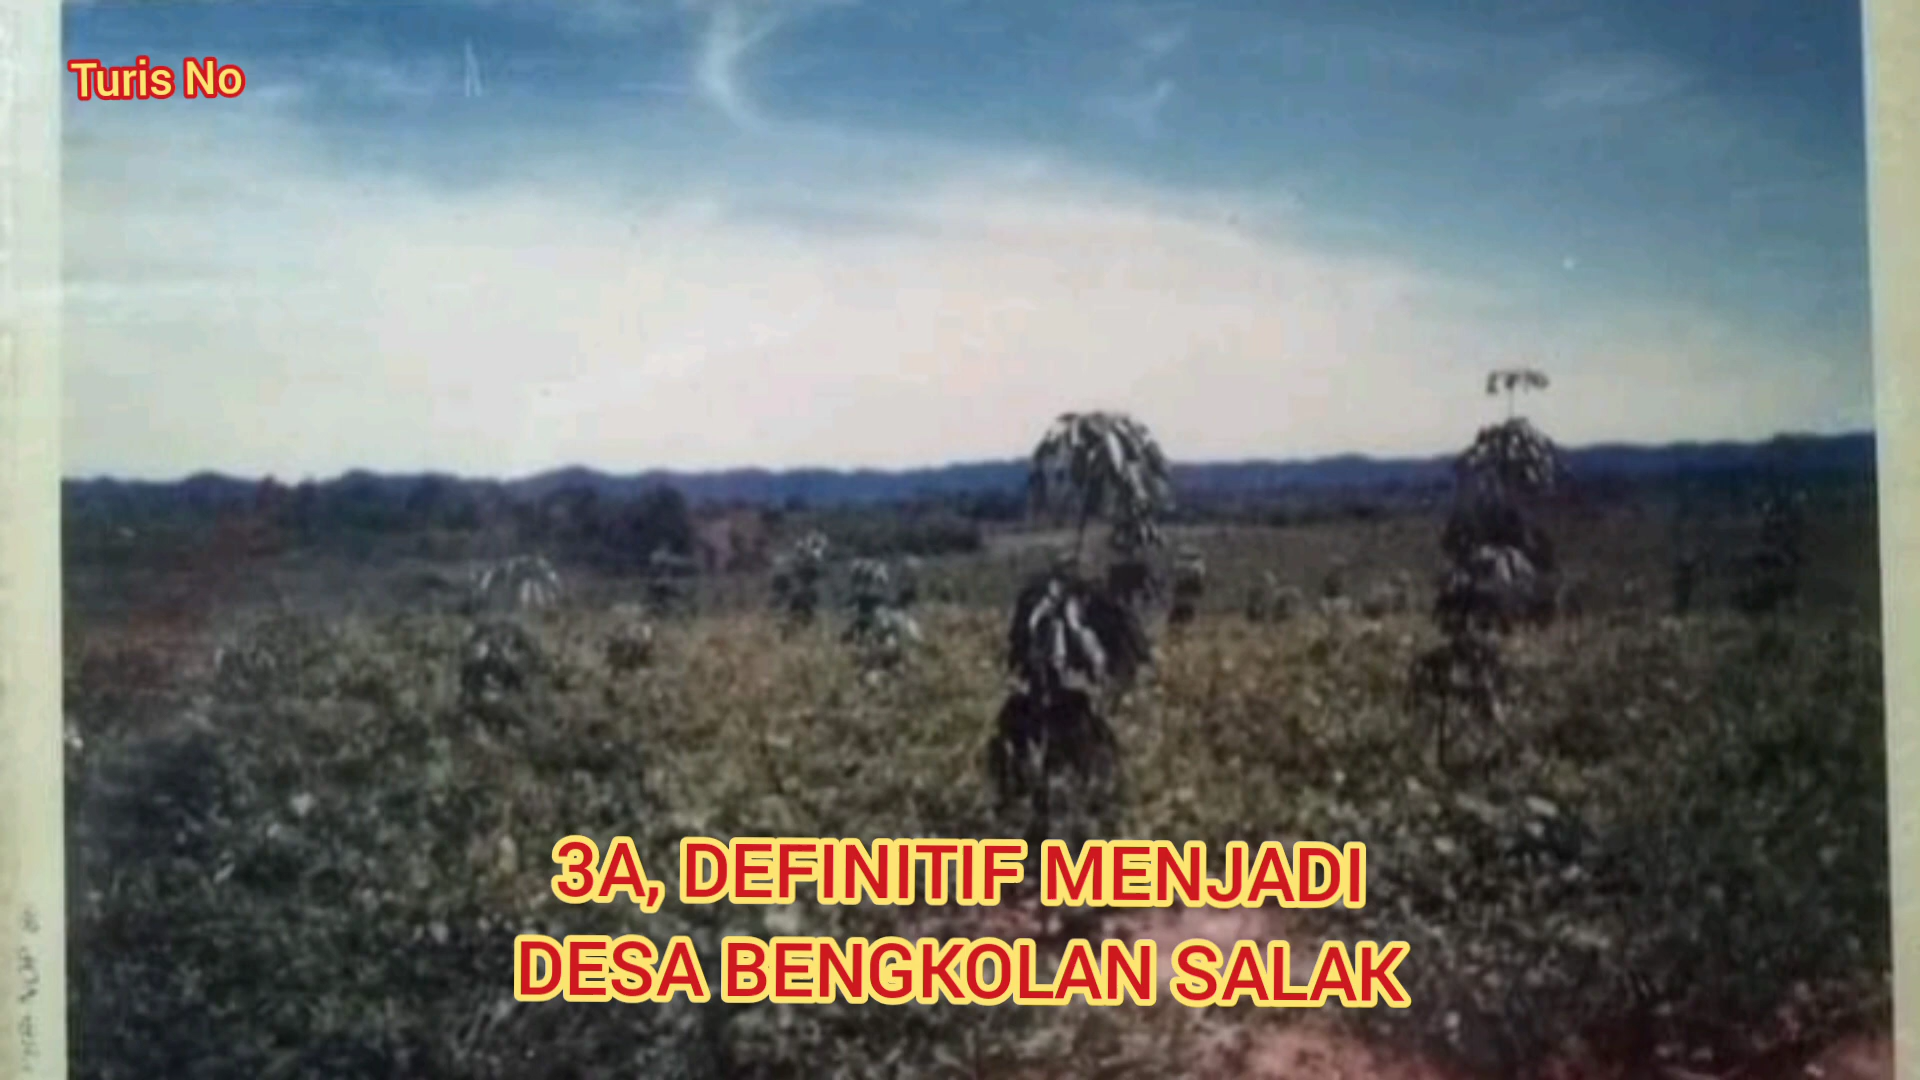 Turis No
3A, DEFINITIF MENJADI
DESA BENGKOLAN SALAK